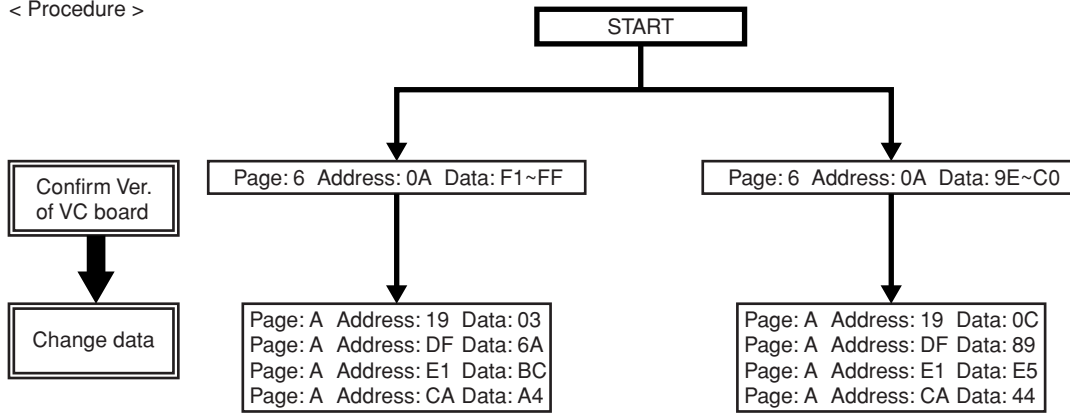 < Procedure >
START
Confirm Ver.
of VC board
Page: 6 Address: 0A Data: F1~FF
Page: 6 Address: 0A Data: 9E~C0
Change data
Page: A Address: 19 Data: 03
Page: A Address: DF Data: 6A
Page: A Address: E1 Data: BC
Page: A Address: CA Data: A4
Page: A Address: 19 Data: 0C
Page: A Address: DF Data: 89
Page: A Address: E1 Data: E5
Page: A Address: CA Data: 44